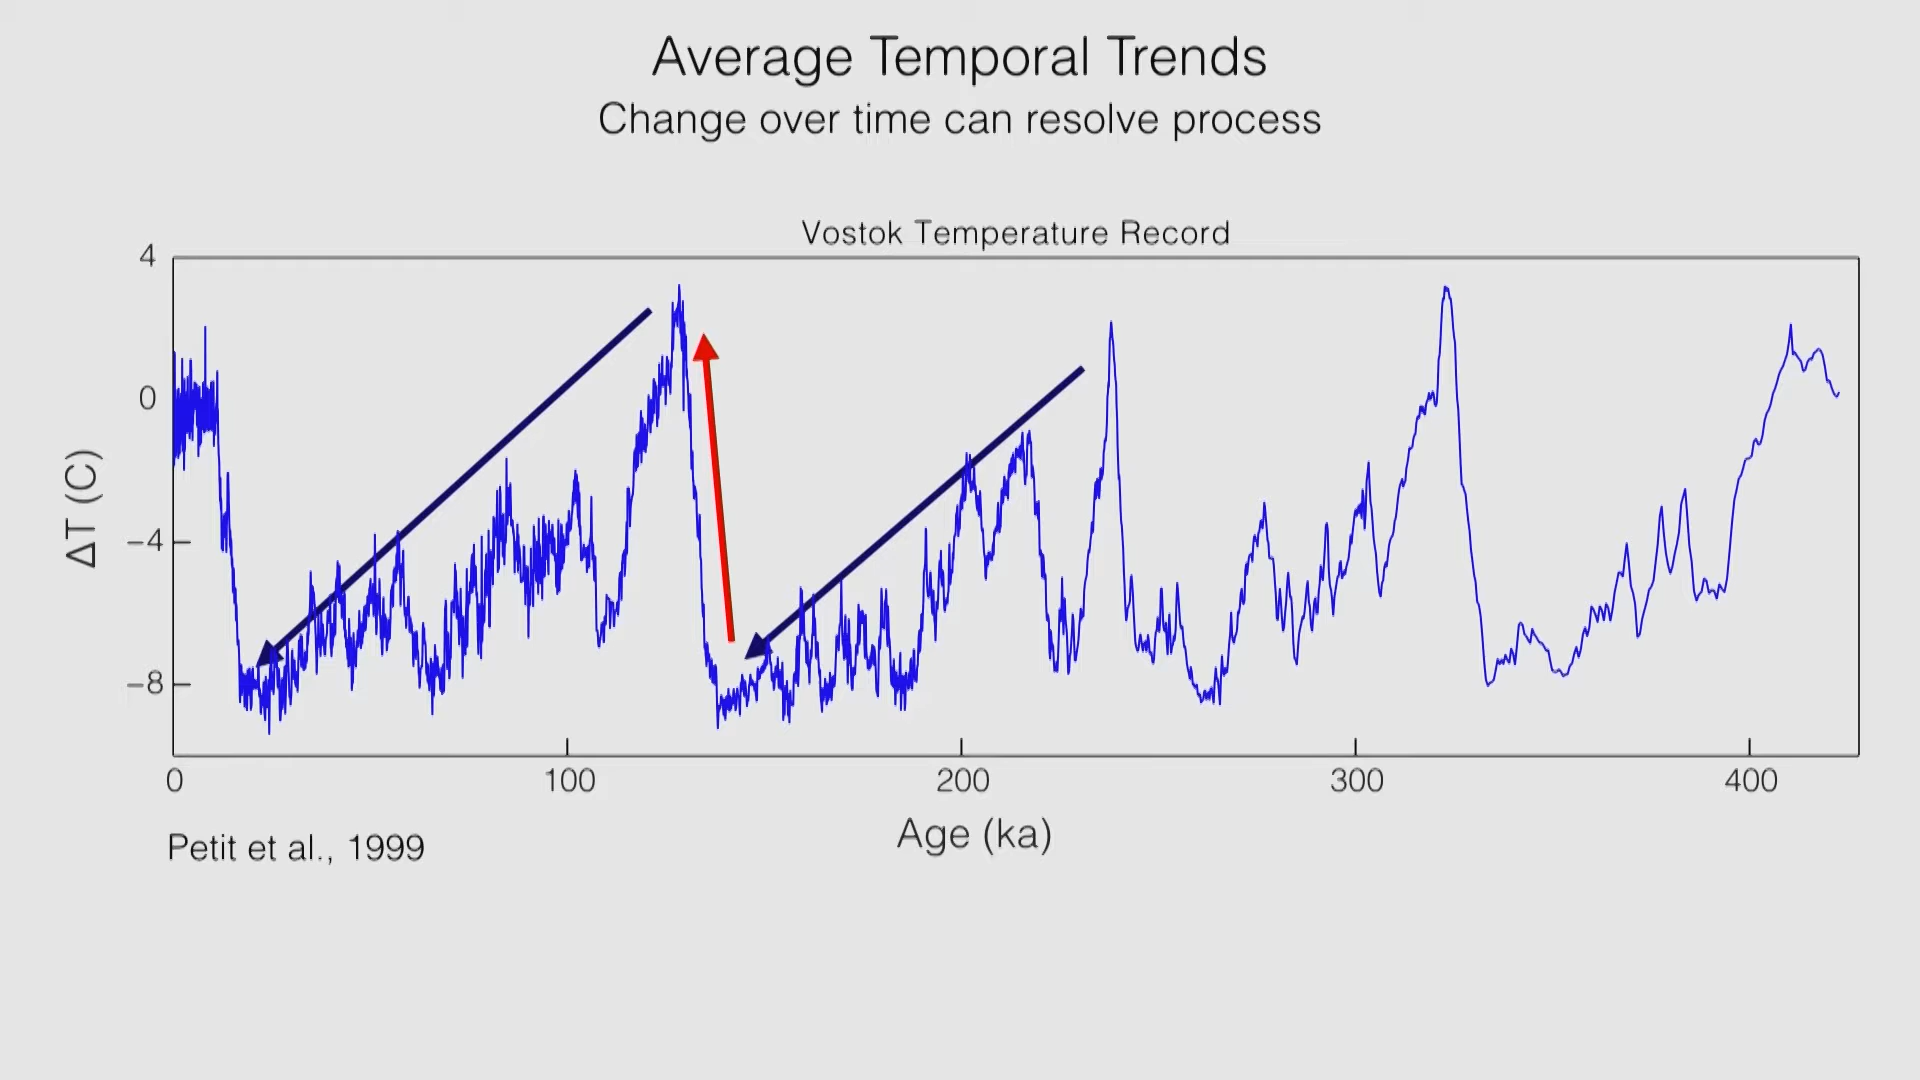 Average Temporal Trends
Change over time can resolve process
Vostok Temperature Record
4
0
−4
−8
ΔT (C)
0 100 200 300 400
Age (ka)
Petit et al., 1999